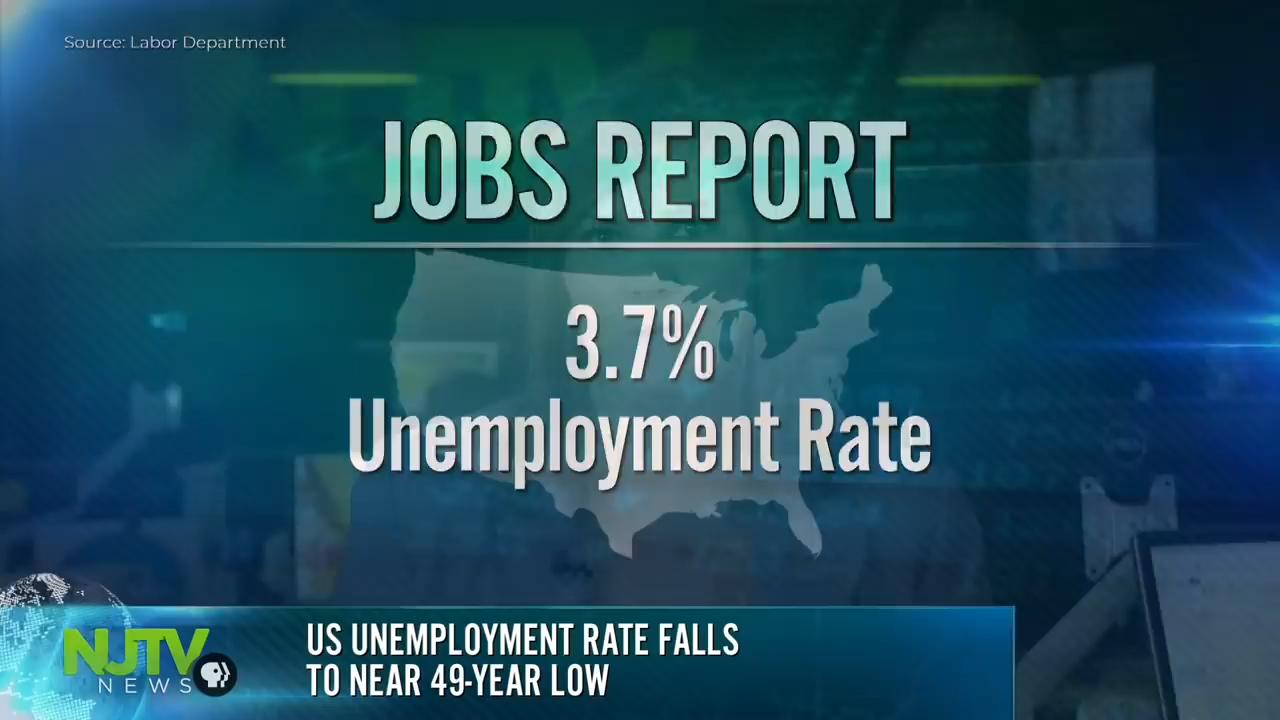 Source: Labor Department
JOBS REPORT
3.7%
Unemployment Rate
US UNEMPLOYMENT RATE FALLS
TO NEAR 49-YEAR LOW
NJTV
NEWS